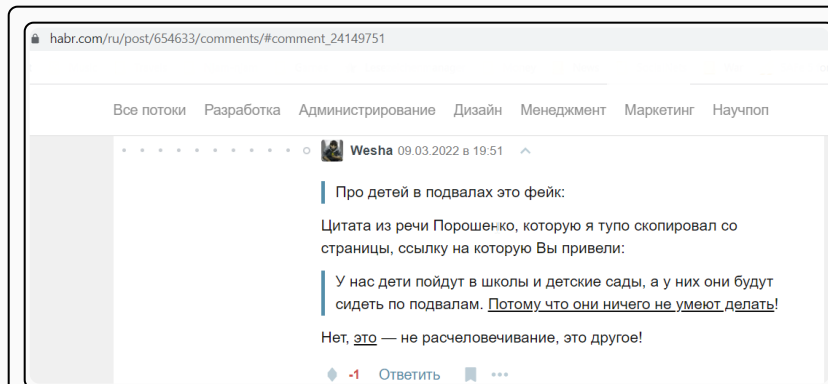 habr.com/ru/post/654633/comments/#comment_24149751
Все потоки Разработка Администрирование Дизайн Менеджмент Маркетинг Научпоп
Wesha 09.03.2022 в 19:51
Про детей в подвалах это фейк:
Цитата из речи Порошенко, которую я тупо скопировал со
страницы, ссылку на которую Вы привели:
У нас дети пойдут в школы и детские сады, а у них они будут
сидеть по подвалам. Потому что они ничего не умеют делать!
Нет, это — не расчеловечивание, это другое!
-1 Ответить